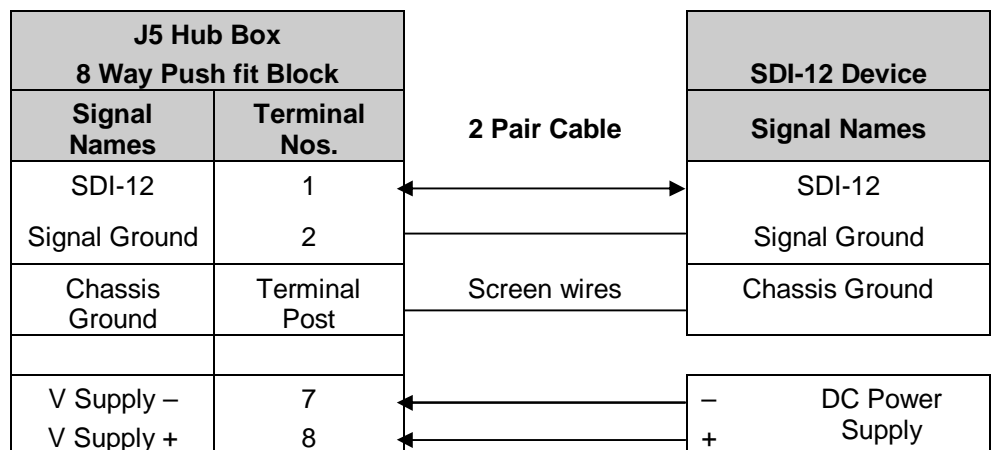 J5 Hub Box
8 Way Push fit Block
SDI-12 Device
Signal
Names
Terminal
Nos.
2 Pair Cable
Signal Names
SDI-12
1
SDI-12
Signal Ground
2
Signal Ground
Chassis
Ground
Terminal
Post
Screen wires
Chassis Ground
V Supply –
7
–
DC Power
V Supply +
8
+
Supply